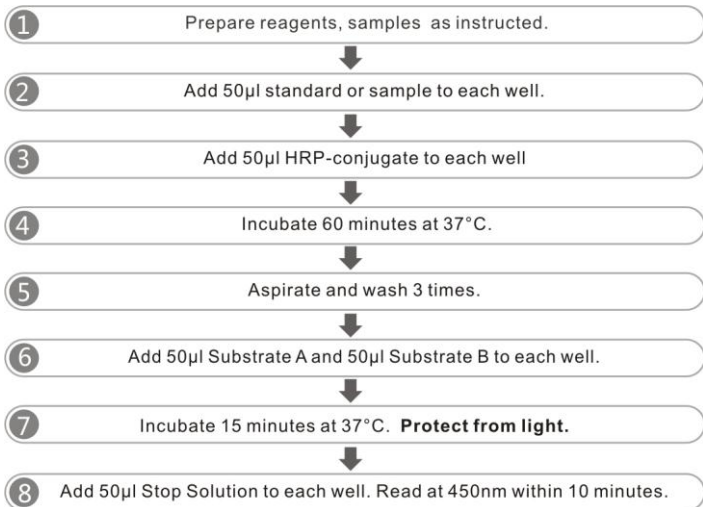 1 Prepare reagents, samples as instructed.
2 Add 50µl standard or sample to each well.
3 Add 50µl HRP-conjugate to each well
4 Incubate 60 minutes at 37°C.
5 Aspirate and wash 3 times.
6 Add 50µl Substrate A and 50µl Substrate B to each well.
7 Incubate 15 minutes at 37°C. Protect from light.
8 Add 50µl Stop Solution to each well. Read at 450nm within 10 minutes.